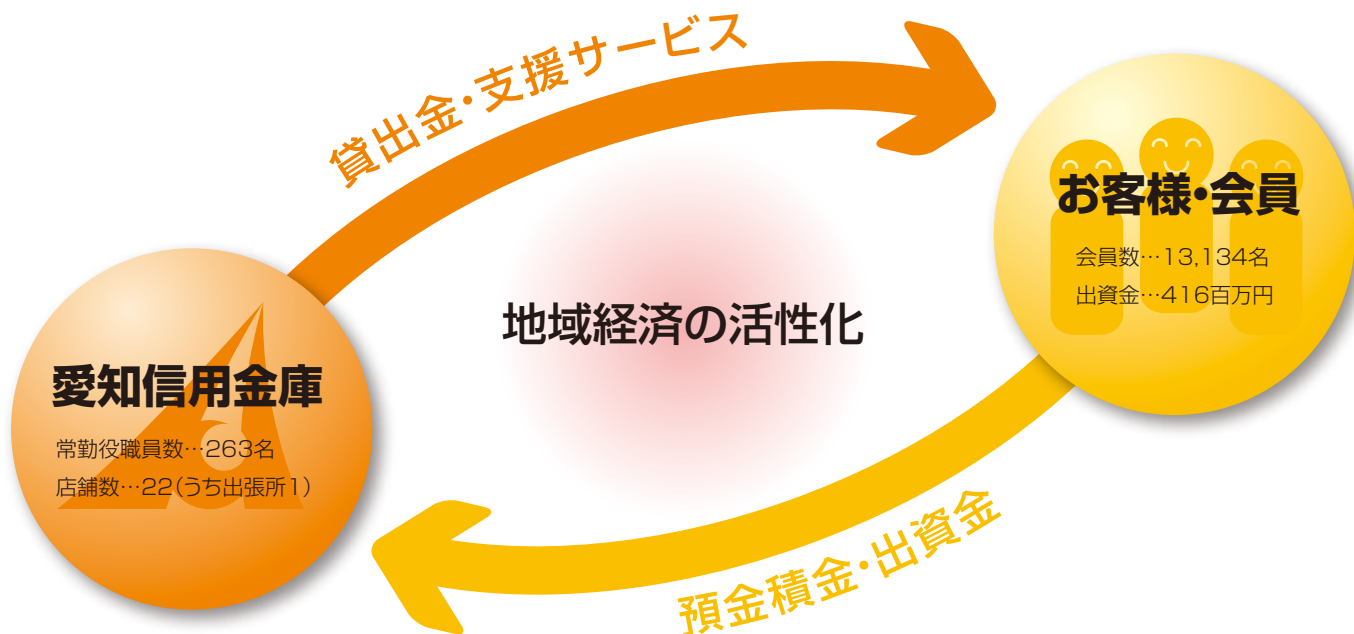 貸出金・支援サービス
お客様・会員
会員数…13,134名
出資金…416百万円
地域経済の活性化
愛知信用金庫
常勤役職員数…263名
店舗数…22(うち出張所1)
預金積金・出資金